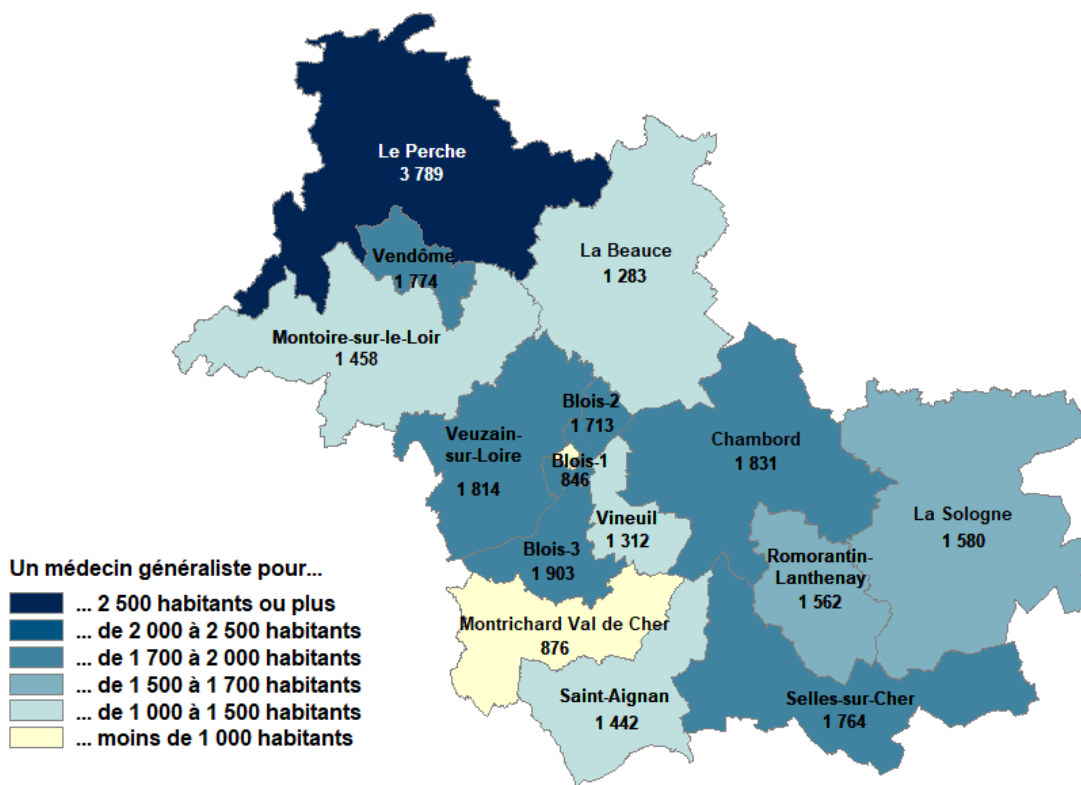 Le Perche
3 789
Vendôme
1 774
La Beauce
1 283
Montoire-sur-le-Loir
1 458
Blois-2
1 713
Veuzain-
sur-Loire
1 814
Blois-1
846
Chambord
1 831
Vineuil
1 312
La Sologne
1 580
Blois-3
1 903
Romorantin-
Lanthenay
1 562
Montrichard Val de Cher
876
Saint-Aignan
1 442
Selles-sur-Cher
1 764
Un médecin généraliste pour...
... 2 500 habitants ou plus
... de 2 000 à 2 500 habitants
... de 1 700 à 2 000 habitants
... de 1 500 à 1 700 habitants
... de 1 000 à 1 500 habitants
... moins de 1 000 habitants